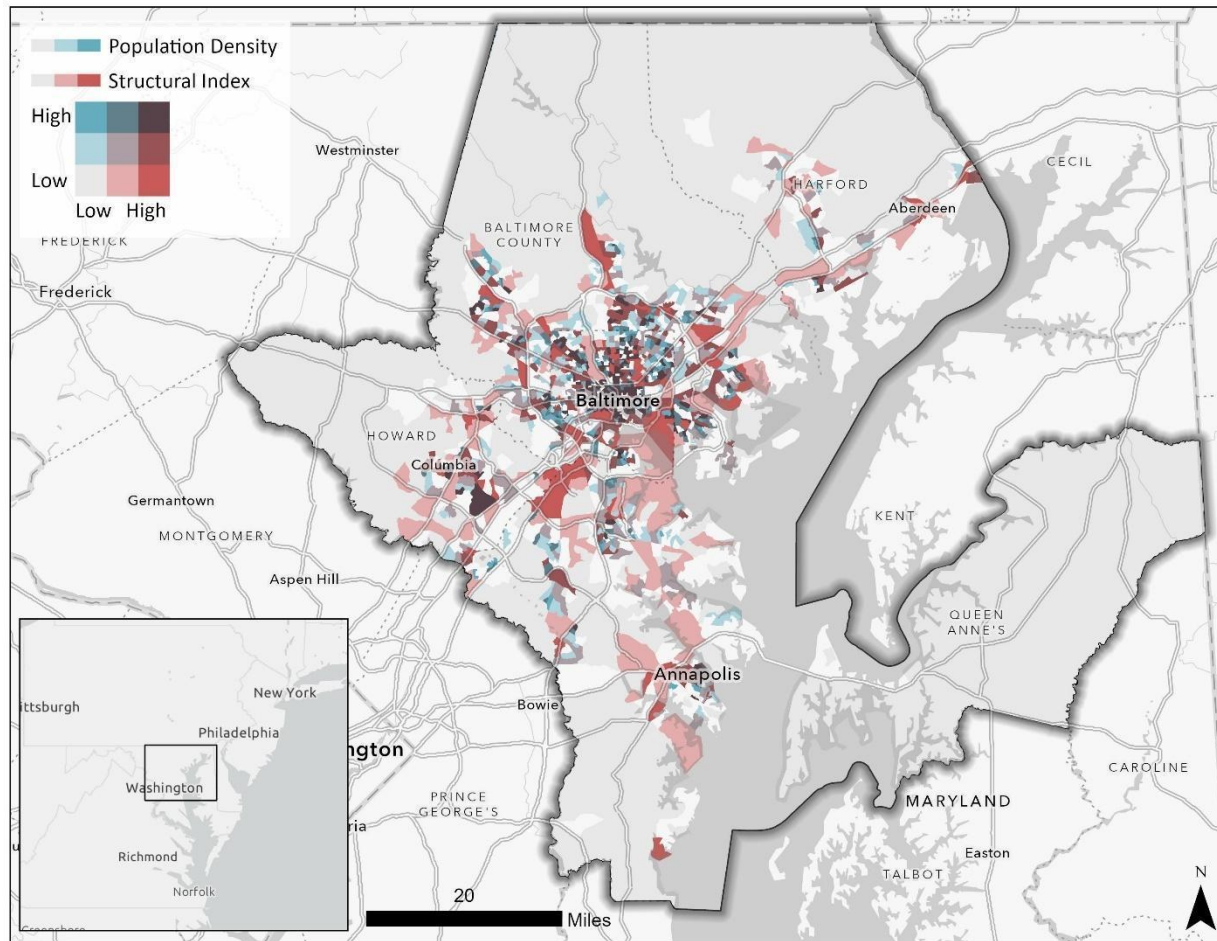 Population Density
Structural Index
High
Low
Low High
Westminster
FREDERICK
Frederick
BALTIMORE
COUNTY
HARFORD
Aberdeen
CECIL
Baltimore
HOWARD
Columbia
Germantown
MONTGOMERY
Aspen Hill
KENT
QUEEN
ANNE'S
Annapolis
Bowie
ngton
PRINCE
GEORGE'S
ria
CAROLINE
MARYLAND
Easton
TALBOT
New York
ittsburgh
Philadelphia
Washington
Richmond
Norfolk
20
Miles
N